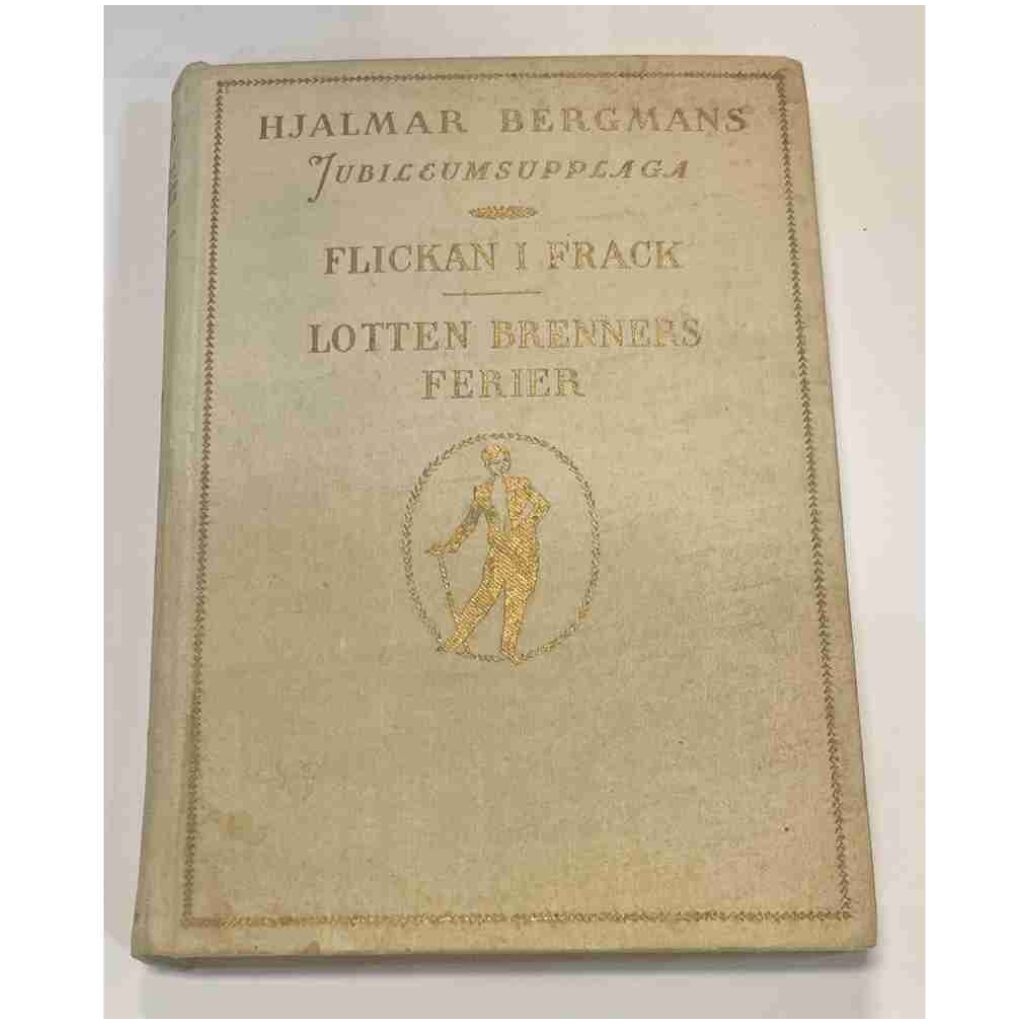 HJALMAR BERGMANS
JUBILEUMSUPPLAGA
FLICKAN I FRACK
LOTTEN BRENNERS
FERIER